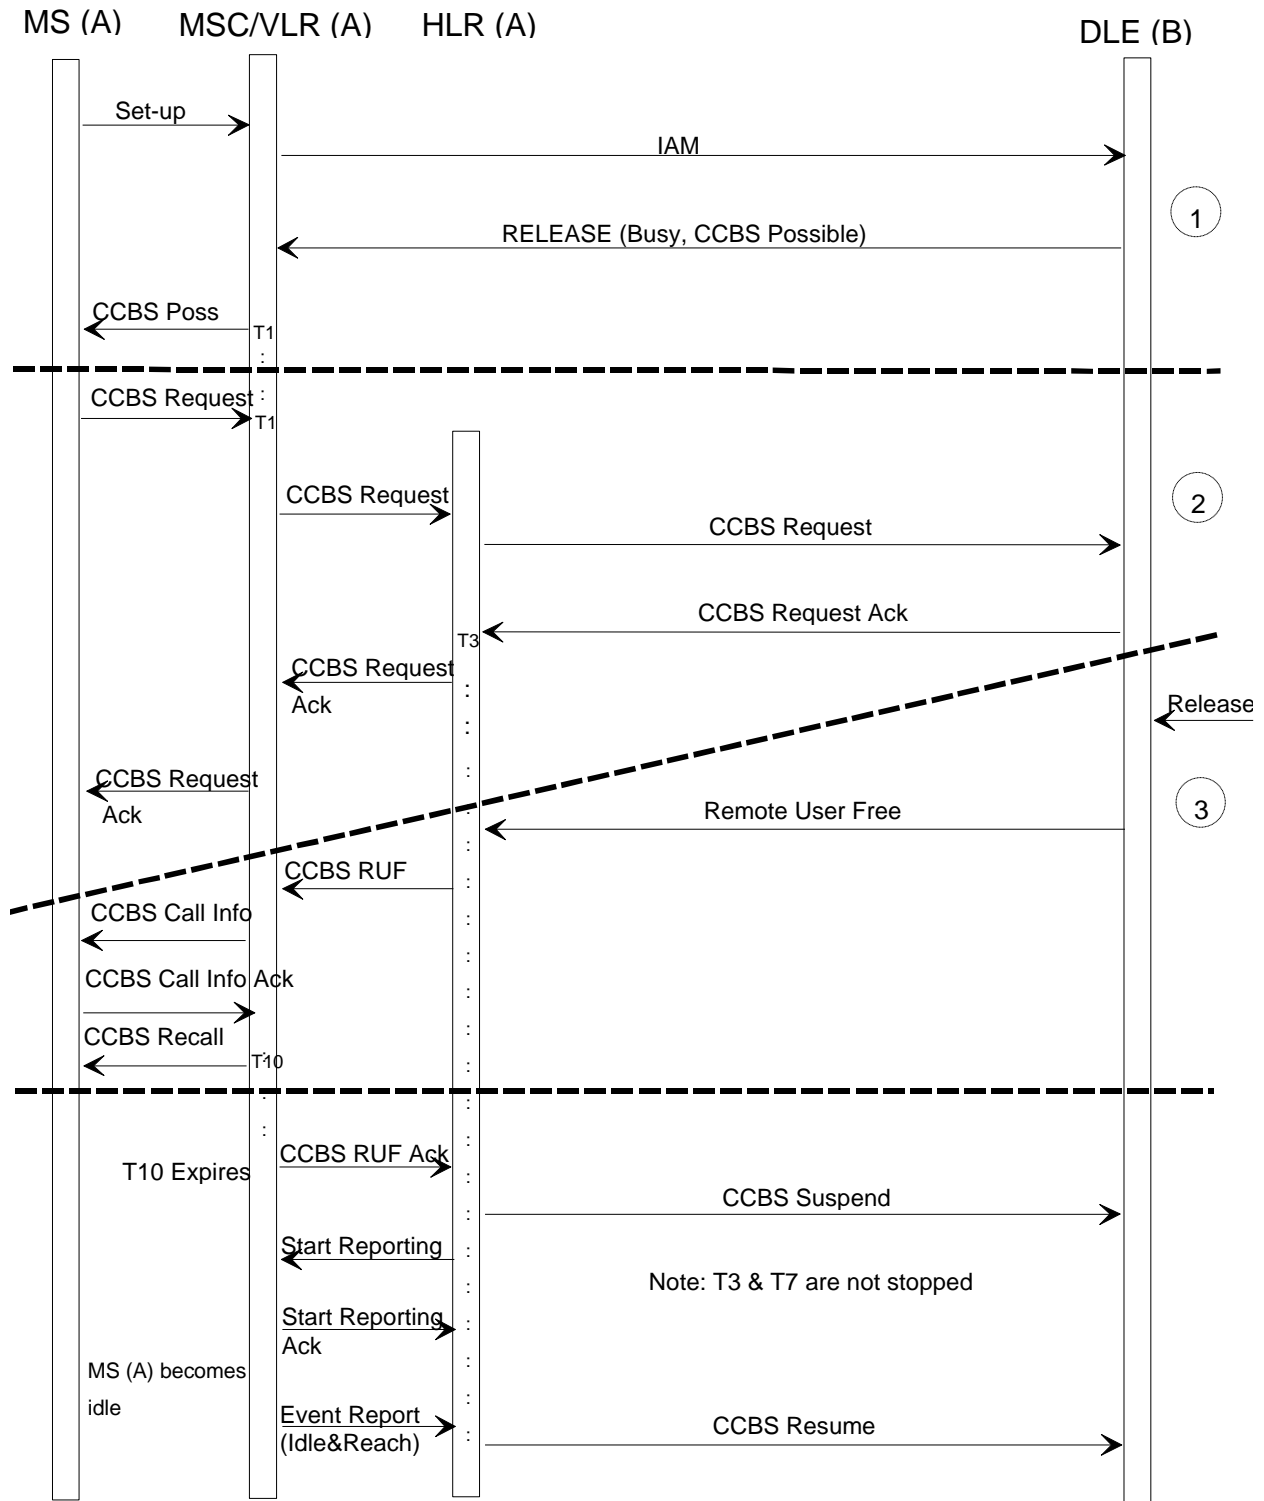 MS (A) MSC/VLR (A) HLR (A) DLE (B)
Set-up
IAM
1
RELEASE (Busy, CCBS Possible)
CCBS Poss
T1
CCBS Request
T1
CCBS Request
2
CCBS Request
CCBS Request Ack
T3
CCBS Request
Ack
Release
CCBS Request
Ack
3
Remote User Free
CCBS RUF
CCBS Call Info
CCBS Call Info Ack
CCBS Recall
T10
CCBS RUF Ack
T10 Expires
CCBS Suspend
Start Reporting
Note: T3 & T7 are not stopped
Start Reporting
Ack
MS (A) becomes
idle
Event Report
(Idle&Reach)
CCBS Resume